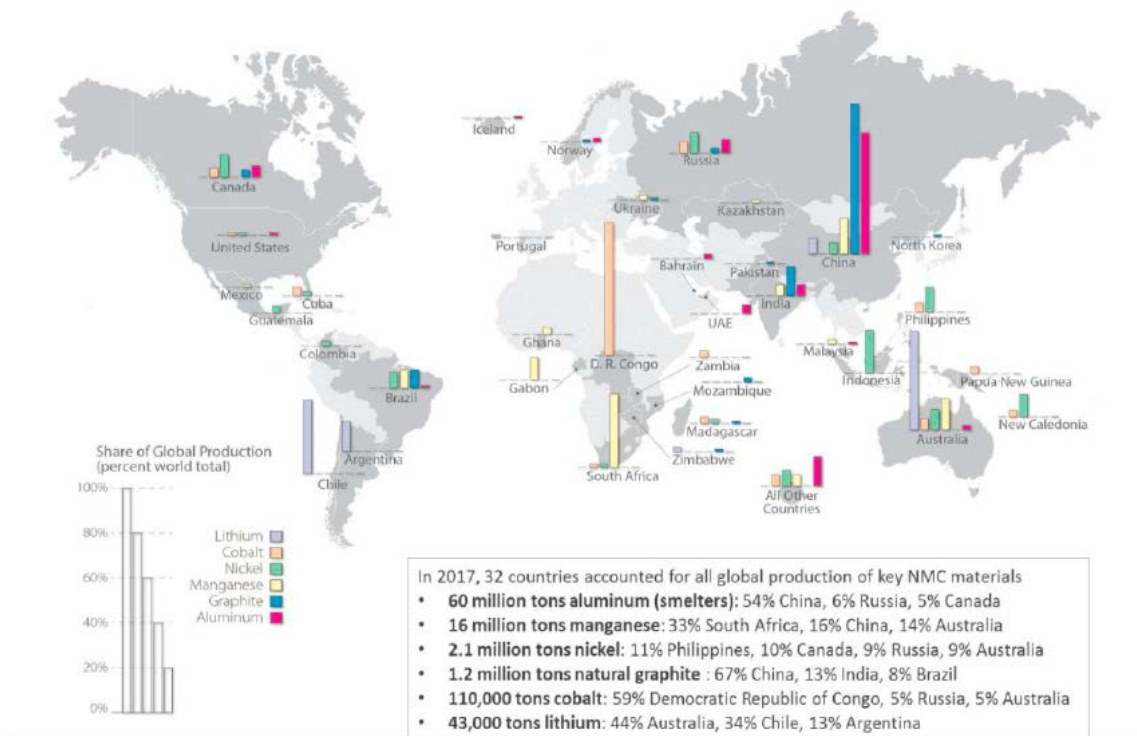 Iceland
Norway
Russia
Canada
Ukraine
Kazakhstan
United States
Portugal
North Korea
China
Bahrain
Pakistan
Mexico
Cuba
India
Guatemala
UAE
Philippines
Ghana
Colombia
D. R. Congo
Zambia
Malaysia
Indonesia
Papua New Guinea
Gabon
Mozambique
Brazil
New Caledonia
Madagascar
Australia
Share of Global Production
(percent world total)
Argentina
Zimbabwe
South Africa
Chile
100%
80%
60%
40%
20%
0%
All Other
Countries
Lithium
Cobalt
Nickel
Manganese
Graphite
Aluminum
In 2017, 32 countries accounted for all global production of key NMC materials
• 60 million tons aluminum (smelters): 54% China, 6% Russia, 5% Canada
• 16 million tons manganese: 33% South Africa, 16% China, 14% Australia
• 2.1 million tons nickel: 11% Philippines, 10% Canada, 9% Russia, 9% Australia
• 1.2 million tons natural graphite : 67% China, 13% India, 8% Brazil
• 110,000 tons cobalt: 59% Democratic Republic of Congo, 5% Russia, 5% Australia
• 43,000 tons lithium: 44% Australia, 34% Chile, 13% Argentina